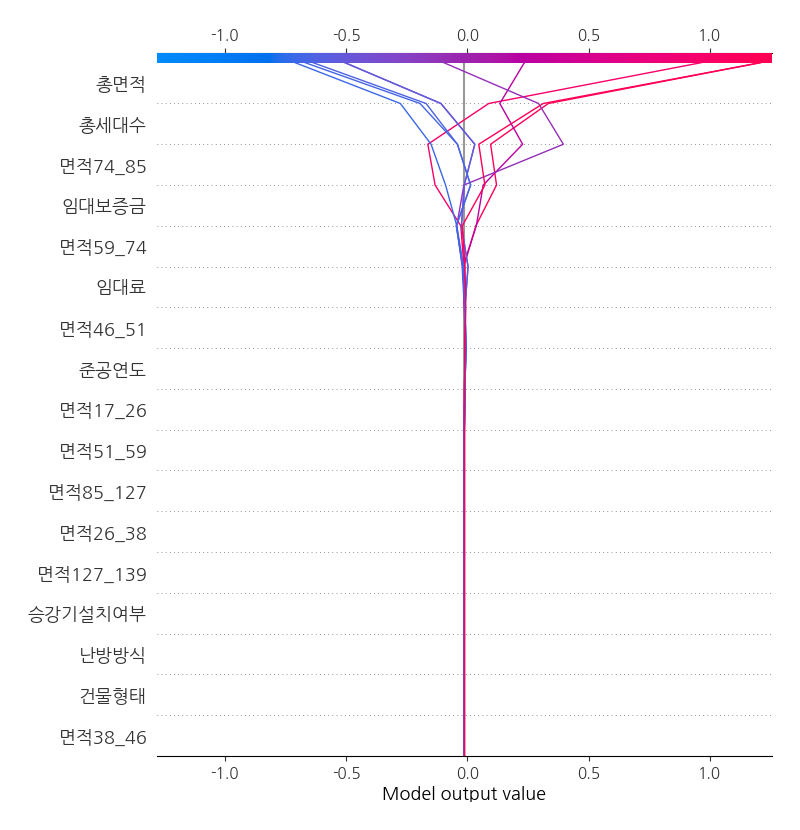 -1.0 -0.5 0.0 0.5 1.0
총면적
총세대수
면적74_85
임대보증금
면적59_74
임대료
면적46_51
준공연도
면적17_26
면적51_59
면적85_127
면적26_38
면적127_139
승강기설치여부
난방방식
건물형태
면적38_46
-1.0 -0.5 0.0 0.5 1.0
Model output value